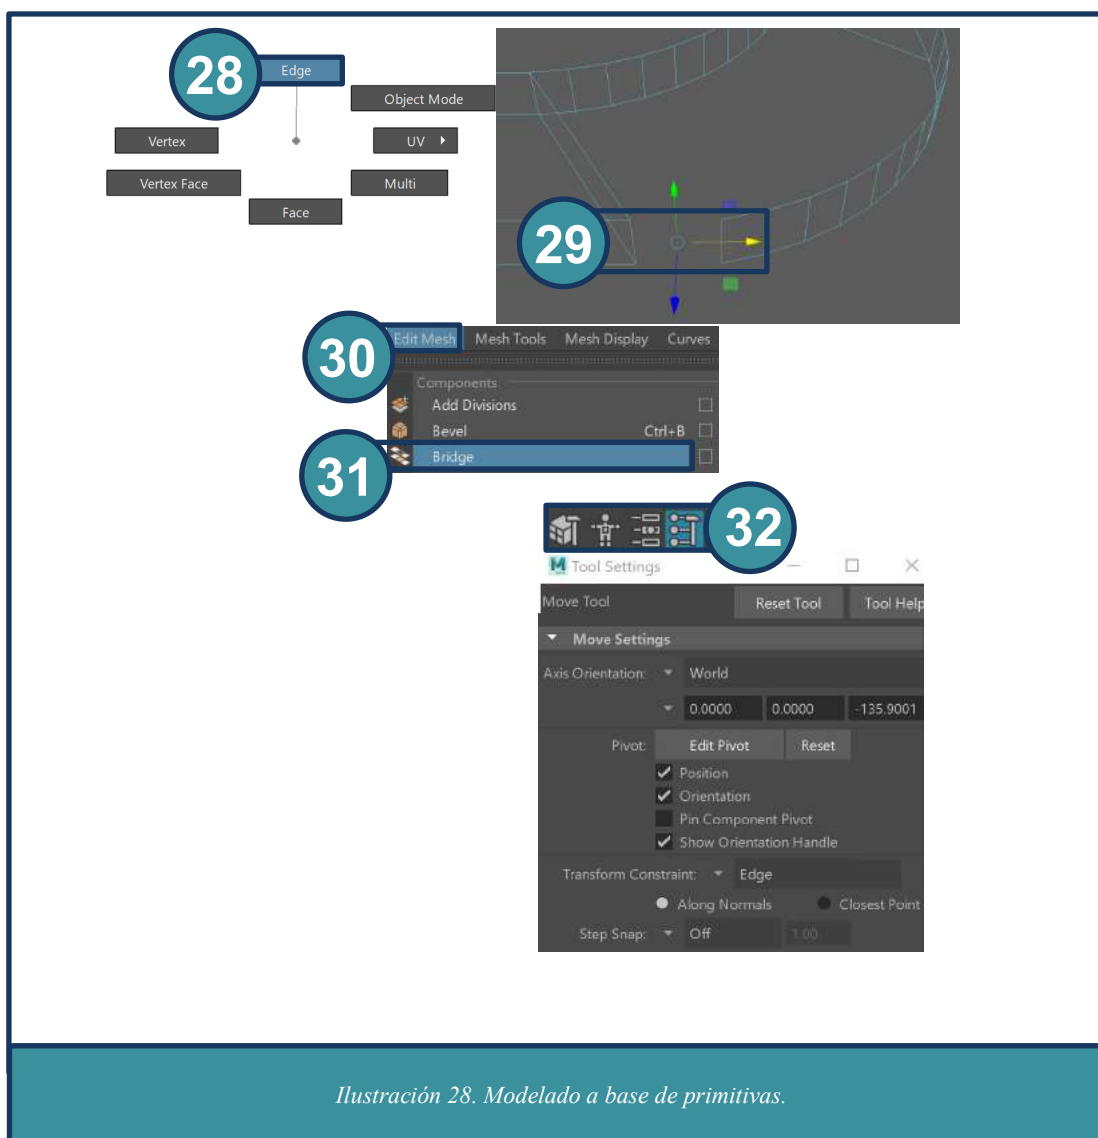 28
Edge
Object Mode
Vertex
UV
Vertex Face
Multi
Face
29
30
Edit Mesh Mesh Tools Mesh Display Curves
Components
Add Divisions
Bevel Ctrl+B
31
Bridge
32
Tool Settings
Move Tool Reset Tool Tool Help
Move Settings
Axis Orientation: World
0.0000 0.0000 -135.9001
Pivot: Edit Pivot Reset
Position
Orientation
Pin Component Pivot
Show Orientation Handle
Transform Constraint: Edge
Along Normals Closest Point
Step Snap: Off 1.00
Ilustración 28. Modelado a base de primitivas.